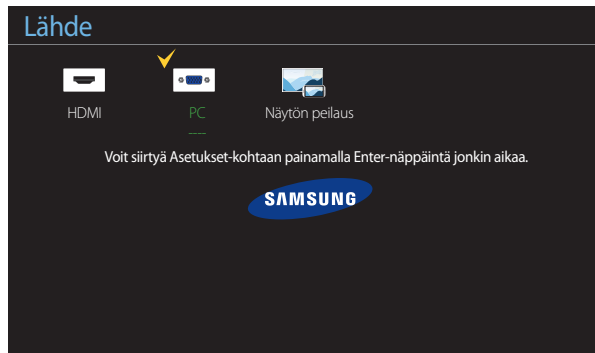 Lähde
HDMI
PC
Näytön peilaus
----
Voit siirtyä Asetukset-kohtaan painamalla Enter-näppäintä jonkin aikaa.
SAMSUNG